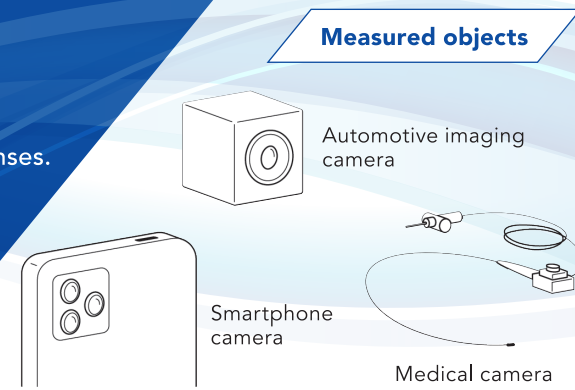 Measured objects
nses.
Automotive imaging
camera
Smartphone
camera
Medical camera